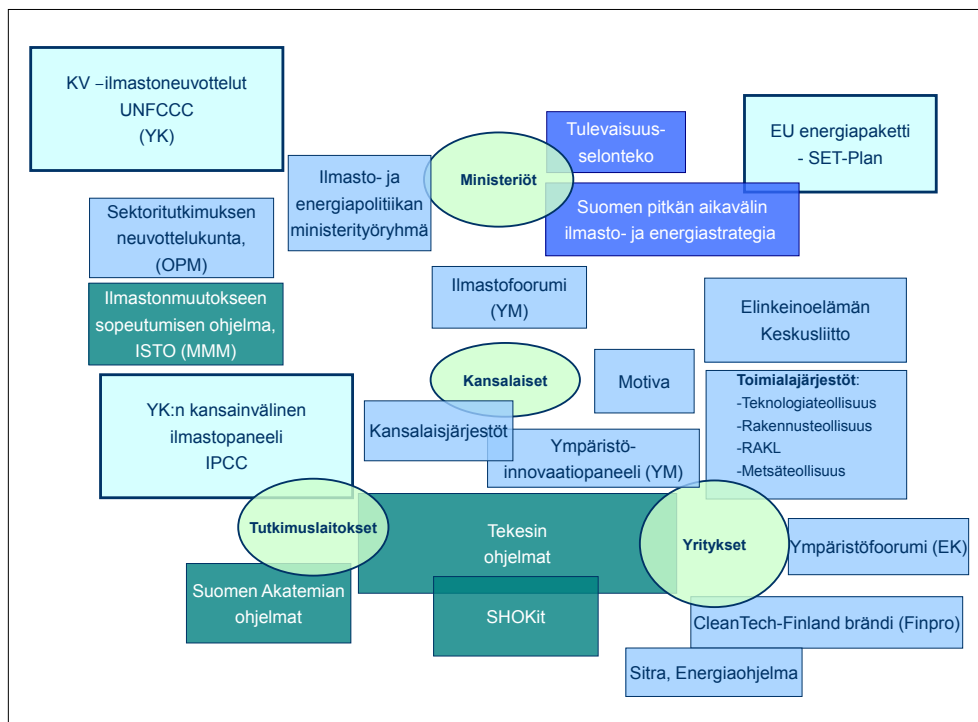 KV –ilmastoneuvottelut
UNFCCC
(YK)
Tulevaisuus-
selonteko
EU energiapaketti
- SET-Plan
Ministeriöt
Ilmasto- ja
energiapolitiikan
ministerityöryhmä
Suomen pitkän aikavälin
ilmasto- ja energiastrategia
Sektoritutkimuksen
neuvottelukunta,
(OPM)
Ilmastofoorumi
(YM)
Ilmastonmuutokseen
sopeutumisen ohjelma,
ISTO (MMM)
Elinkeinoelämän
Keskusliitto
Kansalaiset
Motiva
Toimialajärjestöt:
-Teknologiateollisuus
-Rakennusteollisuus
-RAKL
-Metsäteollisuus
YK:n kansainvälinen
ilmastopaneeli
IPCC
Kansalaisjärjestöt
Ympäristö-
innovaatiopaneeli (YM)
Tutkimuslaitokset
Tekesin
ohjelmat
Yritykset
Ympäristöfoorumi (EK)
Suomen Akatemian
ohjelmat
SHOKit
CleanTech-Finland brändi (Finpro)
Sitra, Energiaohjelma